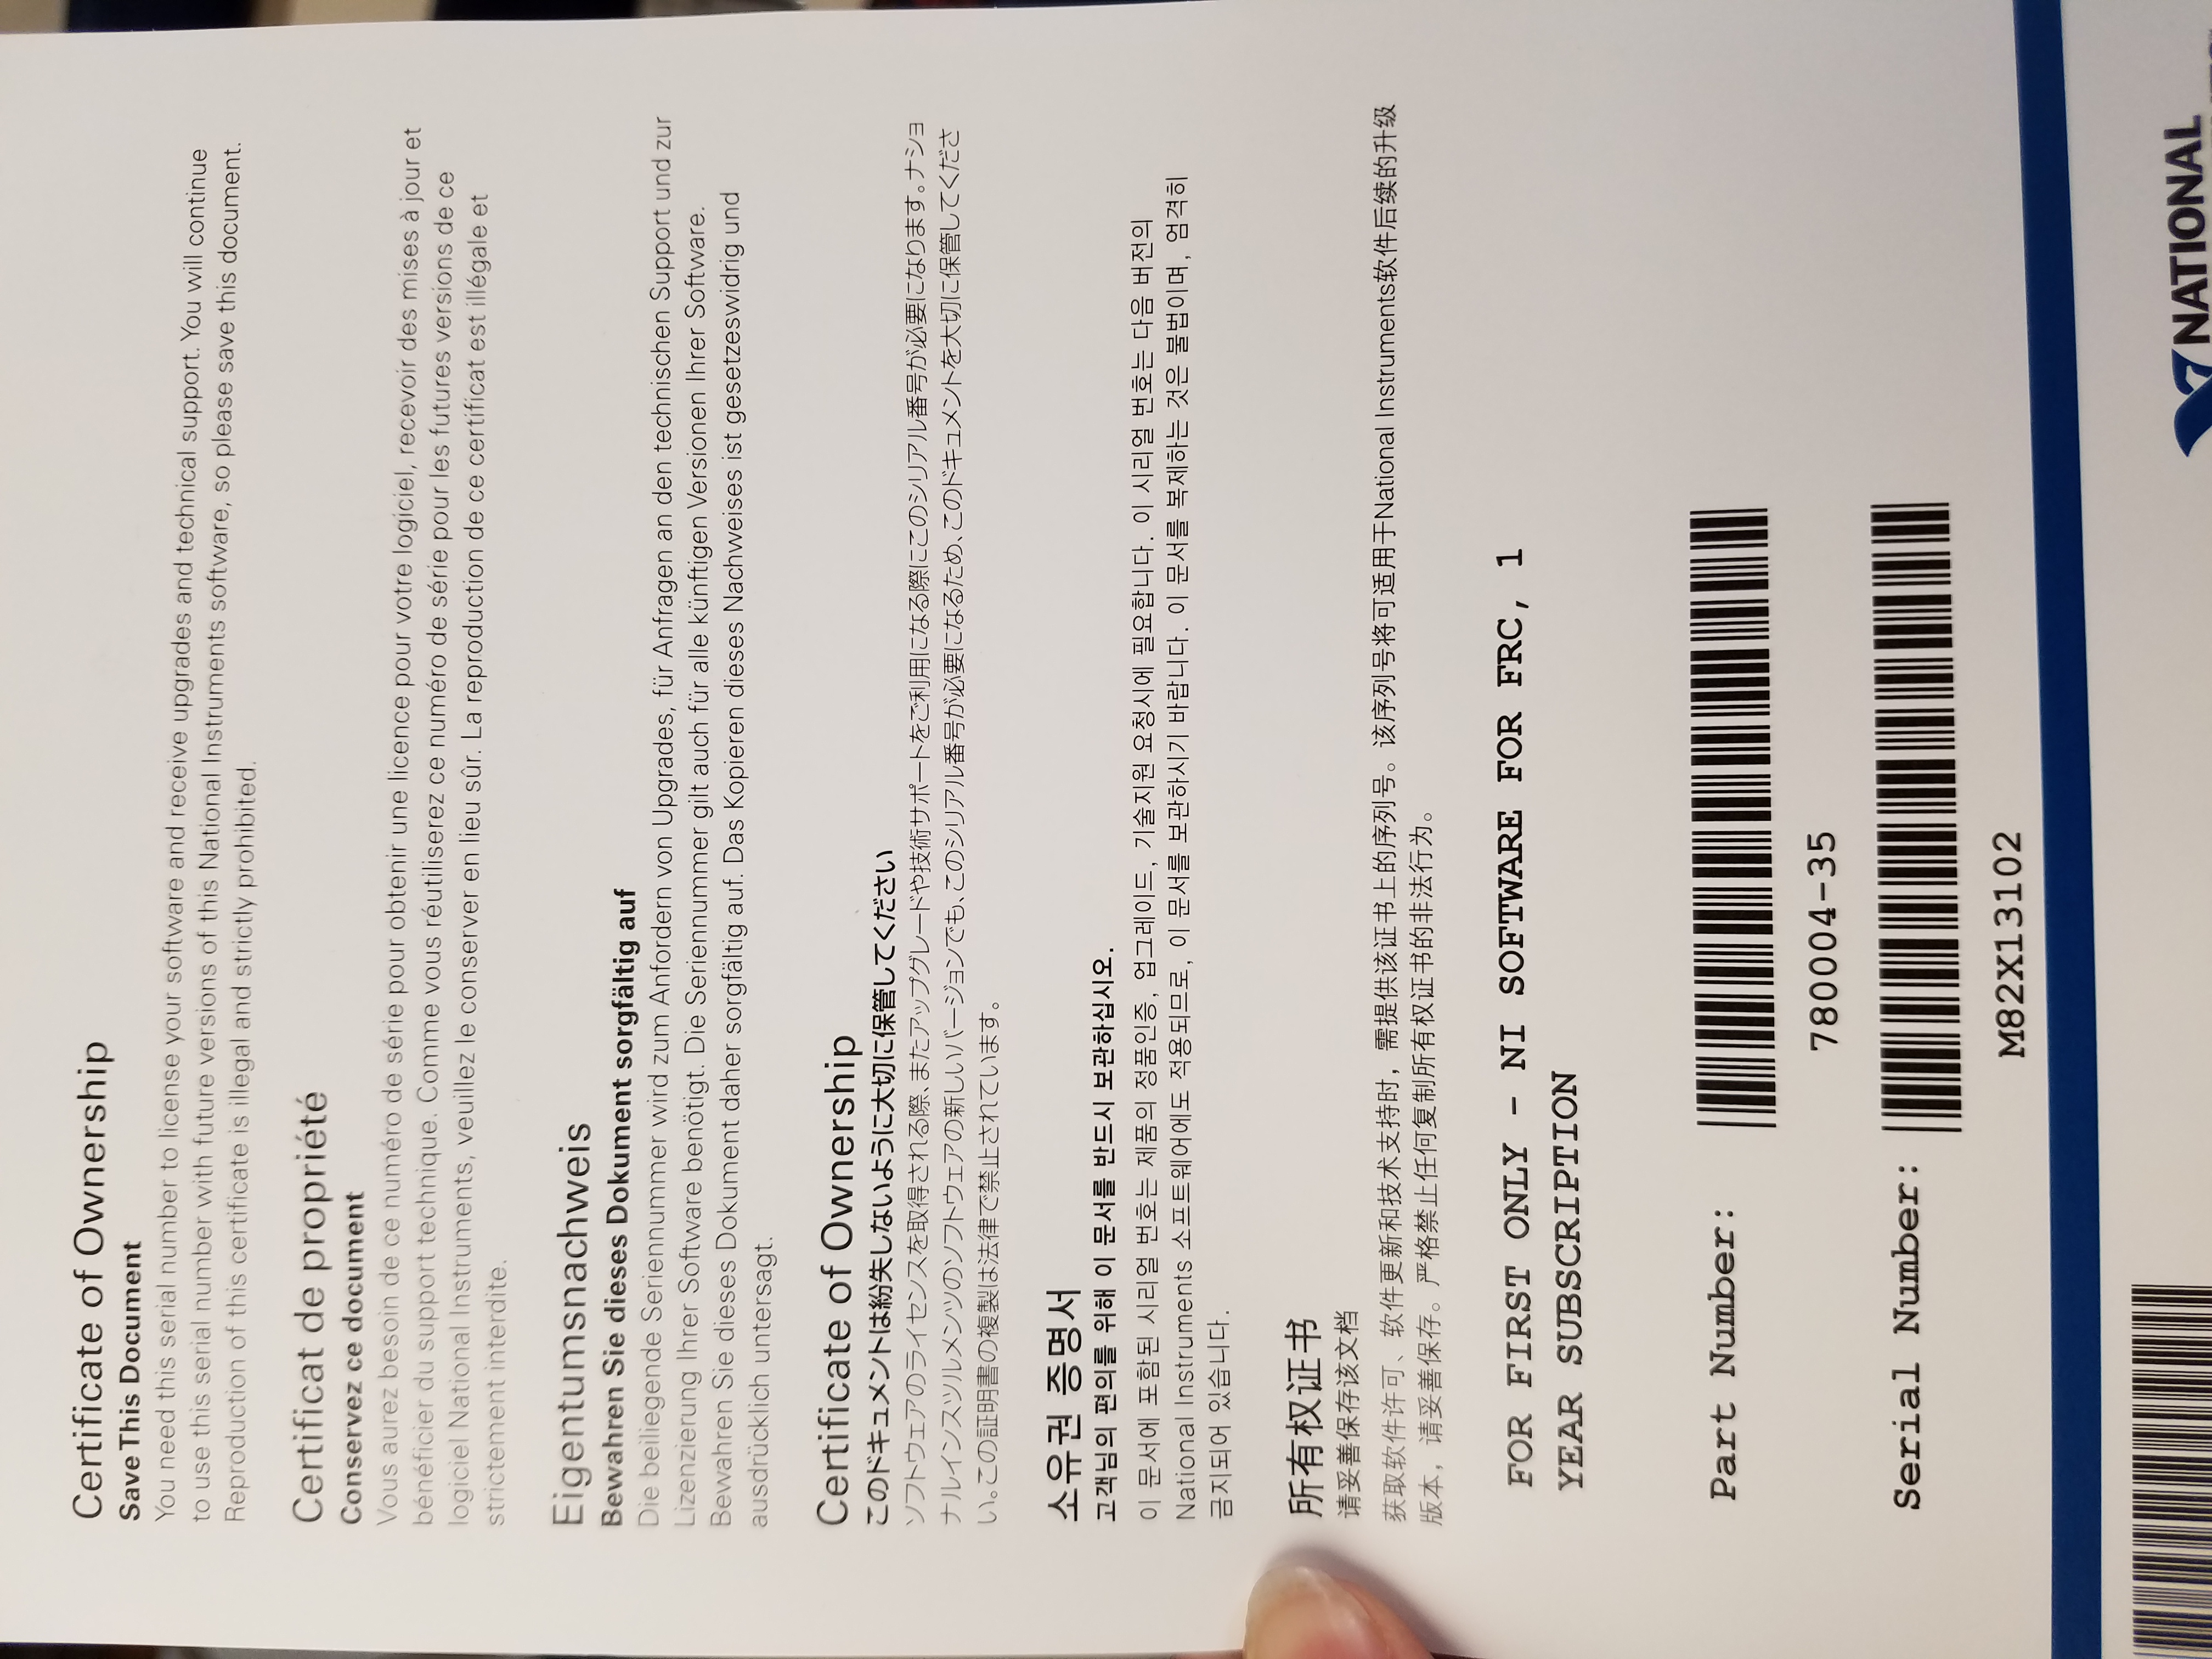 Certificate of Ownership
Save This Document
You need this serial number to license your software and receive upgrades and technical support. You will continue
to use this serial number with future versions of this National Instruments software, so please save this document.
Reproduction of this certificate is illegal and strictly prohibited.
Certificat de propriété
Conservez ce document
Vous aurez besoin de ce numéro de série pour obtenir une licence pour votre logiciel, recevoir des mises à jour et
bénéficier du support technique. Comme vous réutiliserez ce numéro de série pour les futures versions de ce
logiciel National Instruments, veuillez le conserver en lieu sûr. La reproduction de ce certificat est illégale et
strictement interdite.
Eigentumsnachweis
Bewahren Sie dieses Dokument sorgfältig auf
Die beiliegende Seriennummer wird zum Anfordern von Upgrades, für Anfragen an den technischen Support und zur
Lizenzierung Ihrer Software benötigt. Die Seriennummer gilt auch für alle künftigen Versionen Ihrer Software.
Bewahren Sie dieses Dokument daher sorgfältig auf. Das Kopieren dieses Nachweises ist gesetzeswidrig und
ausdrücklich untersagt.
Certificate of Ownership
このドキュメントは紛失しないように大切に保管してください
ソフトウェアのライセンスを取得される際、またアップグレードや技術サポートをご利用になる際にこのシリアル番号が必要になります。ナショ
ナルインスツルメンツのソフトウェアの新しいバージョンでも、このシリアル番号が必要になるため、このドキュメントを大切に保管してくださ
い。この証明書の複製は法律で禁止されています。
소유권 증명서
고객님의 편의를 위해 이 문서를 반드시 보관하십시오.
이 문서에 포함된 시리얼 번호는 제품의 정품인증, 업그레이드, 기술지원 요청시에 필요합니다. 이 시리얼 번호는 다음 버전의
National Instruments 소프트웨어에도 적용되므로, 이 문서를 보관하시기 바랍니다. 이 문서를 복제하는 것은 불법이며, 엄격히
금지되어 있습니다.
所有权证书
请妥善保存该文档
获取软件许可、软件更新和技术支持时，需提供该证书上的序列号。该序列号将可适用于National Instruments软件后续的升级
版本，请妥善保存。严格禁止任何复制所有权证书的非法行为。
FOR FIRST ONLY - NI SOFTWARE FOR FRC, 1
YEAR SUBSCRIPTION
Part Number:
780004-35
Serial Number:
M82X13102
NATIONAL